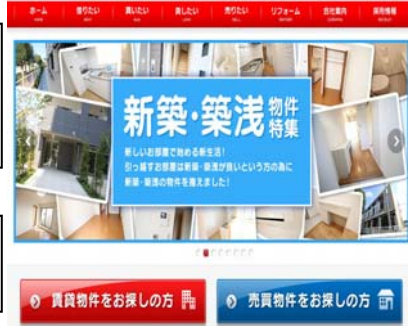 ホーム
借りたい
買いたい
貸したい
売りたい
リフォーム
会社案内
採用情報
新築・築浅 物件特集
新しいお部屋で始める新生活！
引っ越すお部屋は新築・築浅が良いという方の為に
新築・築浅の物件を揃えました！
賃貸物件をお探しの方
売買物件をお探しの方